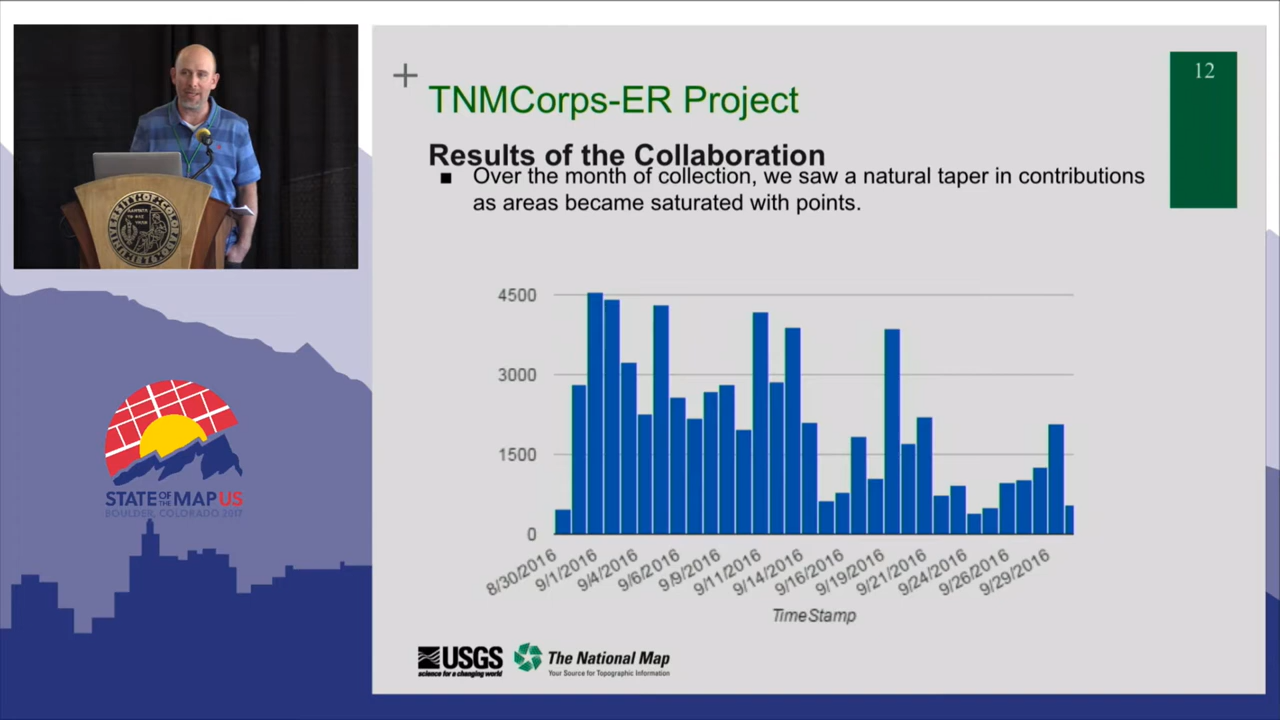 12
TNMCorps-ER Project
Results of the Collaboration
■ Over the month of collection, we saw a natural taper in contributions
as areas became saturated with points.
4500
3000
1500
0
8/30/2016
9/1/2016
9/4/2016
9/6/2016
9/9/2016
9/11/2016
9/14/2016
9/16/2016
9/19/2016
9/21/2016
9/24/2016
9/26/2016
9/29/2016
TimeStamp
USGS
science for a changing world
The National Map
Your Source for Topographic Information
UNIVERSITY OF COLORADO
STATE OF THE MAP US
BOULDER, COLORADO 2017